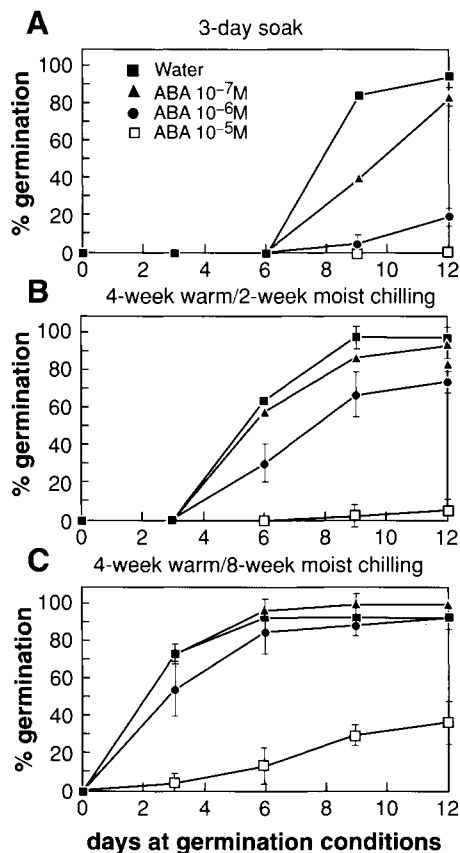 A
3-day soak
% germination
100
80
60
40
20
0
■ Water
▲ ABA 10⁻⁷M
● ABA 10⁻⁶M
□ ABA 10⁻⁵M
0 2 4 6 8 10 12
B
4-week warm/2-week moist chilling
% germination
100
80
60
40
20
0
0 2 4 6 8 10 12
C
4-week warm/8-week moist chilling
% germination
100
80
60
40
20
0
0 2 4 6 8 10 12
days at germination conditions